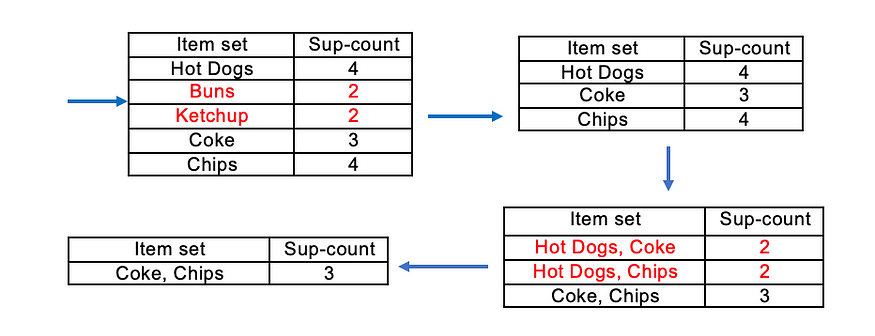 Item set Sup-count
Hot Dogs 4
Buns 2
Ketchup 2
Coke 3
Chips 4
Item set Sup-count
Hot Dogs 4
Coke 3
Chips 4
Item set Sup-count
Hot Dogs, Coke 2
Hot Dogs, Chips 2
Coke, Chips 3
Item set Sup-count
Coke, Chips 3